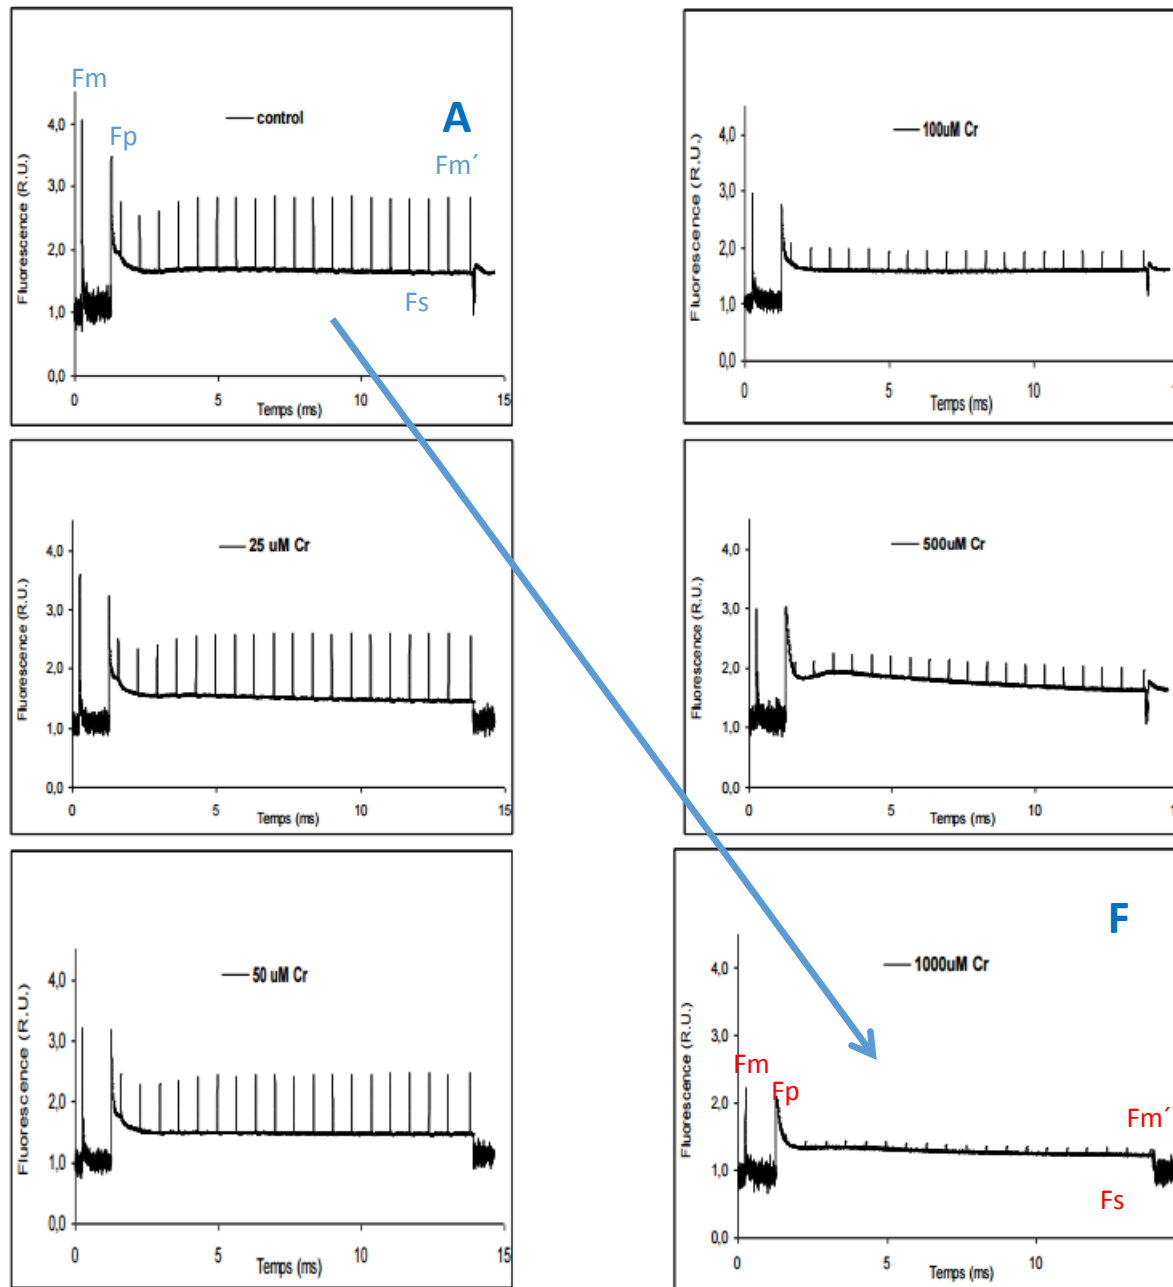 Fm
Fp
control
A
Fm´
4,0
3,0
2,0
1,0
0,0
Fluorescence (R.U.)
Fs
0
5
10
15
Temps (ms)
100uM Cr
4,0
3,0
2,0
1,0
0,0
Fluorescence (R.U.)
0
5
10
1
Temps (ms)
25 uM Cr
4,0
3,0
2,0
1,0
0,0
Fluorescence (R.U.)
0
5
10
15
Temps (ms)
500uM Cr
4,0
3,0
2,0
1,0
0,0
Fluorescence (R.U.)
0
5
10
1
Temps (ms)
50 uM Cr
4,0
3,0
2,0
1,0
0,0
Fluorescence (R.U.)
0
5
10
15
Temps (ms)
F
1000uM Cr
4,0
3,0
2,0
1,0
0,0
Fluorescence (R.U.)
Fm
Fp
Fm´
Fs
0
5
10
Temps (ms)